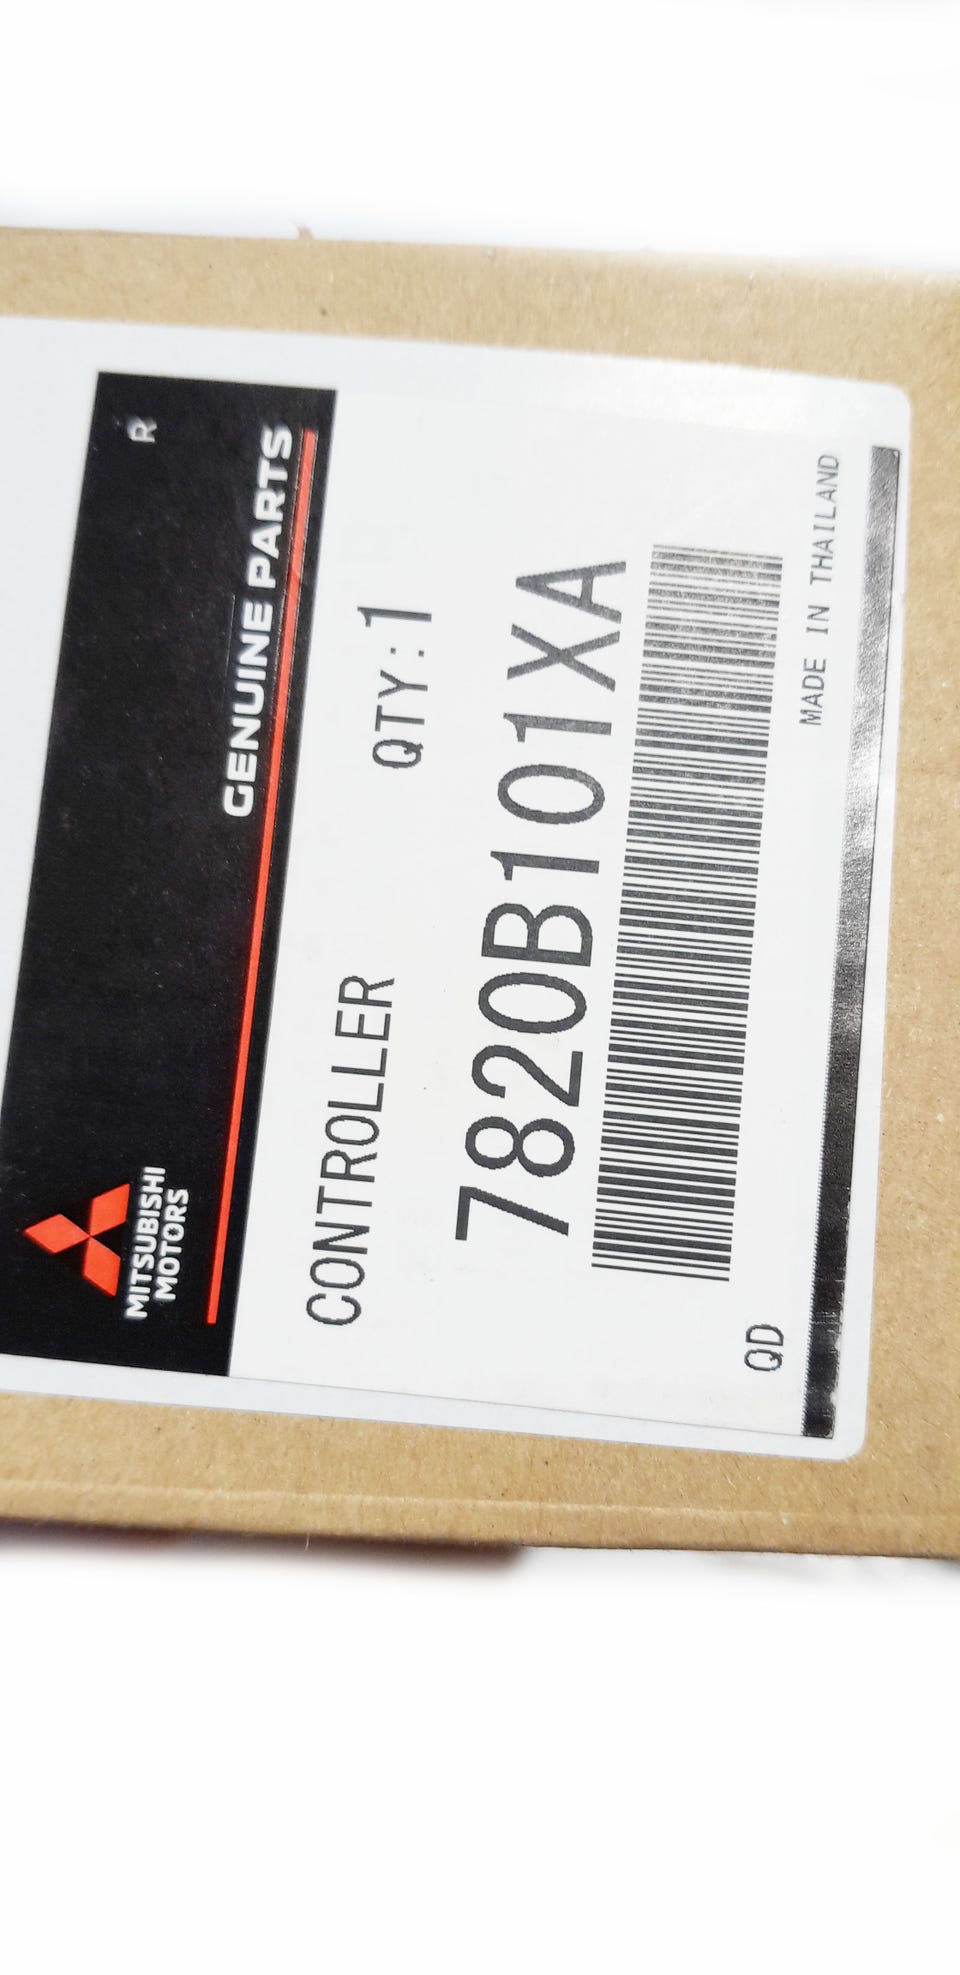 R
MITSUBISHI
MOTORS
GENUINE PARTS
CONTROLLER QTY:1
7820B101XA
QD MADE IN THAILAND